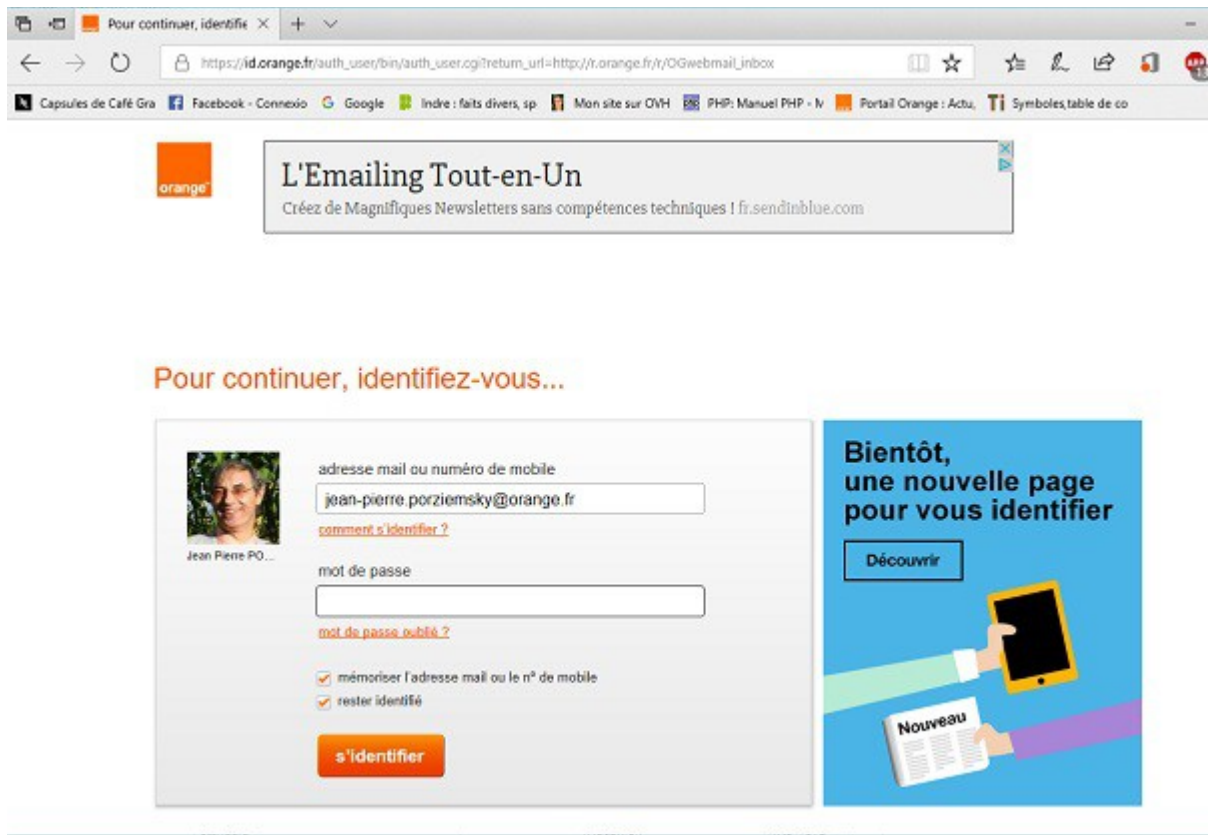 Pour continuer, identifie
https://id.orange.fr/auth_user/bin/auth_user.cgi?return_url=http://r.orange.fr/r/OGwebmail_inbox
Capsules de Café Gra
Facebook - Connexio
Google
Indre : faits divers, sp
Mon site sur OVH
PHP: Manuel PHP - M
Portail Orange : Actu,
Symboles,table de co
orange
L'Emailing Tout-en-Un
Créez de Magnifiques Newsletters sans compétences techniques ! fr.sendinblue.com
Pour continuer, identifiez-vous...
adresse mail ou numéro de mobile
jean-pierre.porziemsky@orange.fr
comment s'identifier ?
Jean Pierre PO...
mot de passe
mot de passe oublié ?
mémoriser l'adresse mail ou le n° de mobile
rester identifié
s'identifier
Bientôt,
une nouvelle page
pour vous identifier
Découvrir
Nouveau